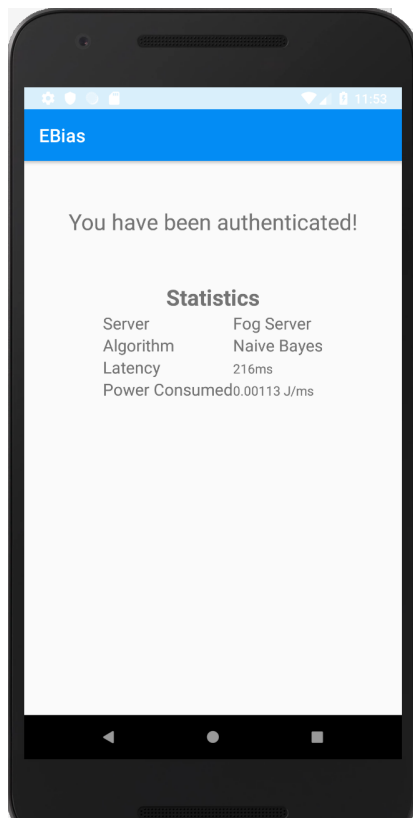 11:53
EBias
You have been authenticated!
Statistics
Server Fog Server
Algorithm Naive Bayes
Latency 216ms
Power Consumed0.00113 J/ms